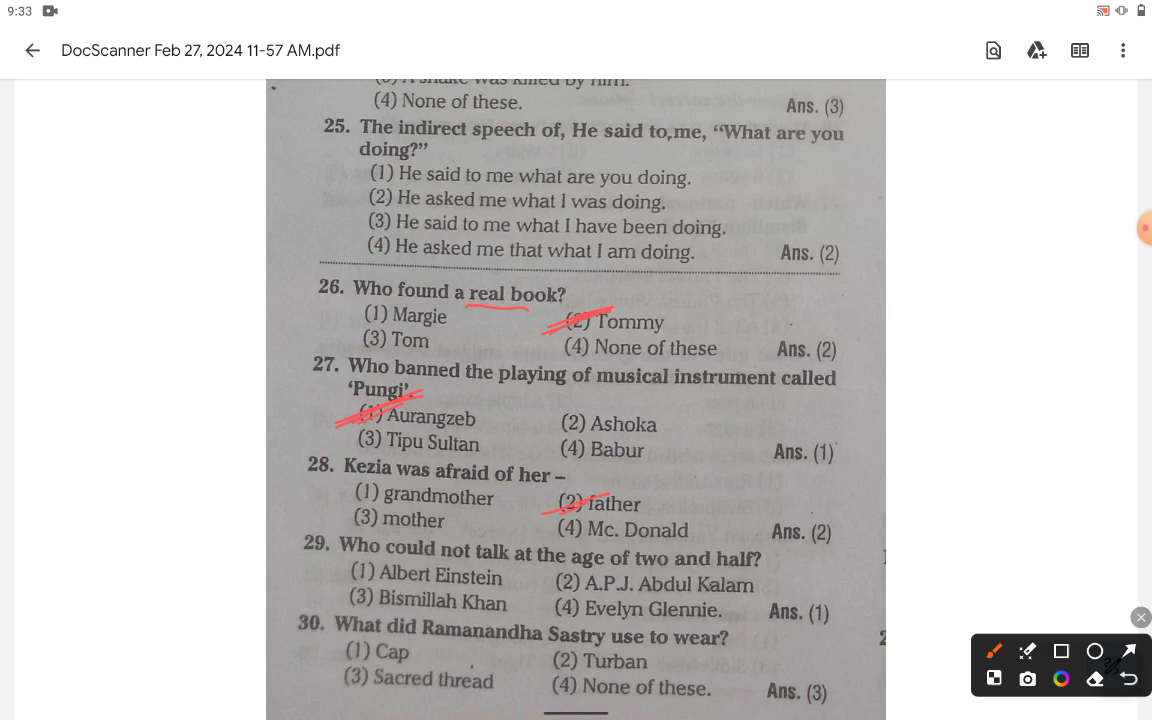 9:33
DocScanner Feb 27, 2024 11-57 AM.pdf
(3) A snake was killed by him.
(4) None of these. Ans. (3)
25. The indirect speech of, He said to,me, “What are you
doing?”
(1) He said to me what are you doing.
(2) He asked me what I was doing.
(3) He said to me what I have been doing.
(4) He asked me that what I am doing. Ans. (2)
26. Who found a real book?
(1) Margie (2) Tommy
(3) Tom (4) None of these Ans. (2)
27. Who banned the playing of musical instrument called
‘Pungi’.
(1) Aurangzeb (2) Ashoka
(3) Tipu Sultan (4) Babur Ans. (1)
28. Kezia was afraid of her –
(1) grandmother (2) father
(3) mother (4) Mc. Donald Ans. (2)
29. Who could not talk at the age of two and half?
(1) Albert Einstein (2) A.P.J. Abdul Kalam
(3) Bismillah Khan (4) Evelyn Glennie. Ans. (1)
30. What did Ramanandha Sastry use to wear?
(1) Cap (2) Turban
(3) Sacred thread (4) None of these. Ans. (3)